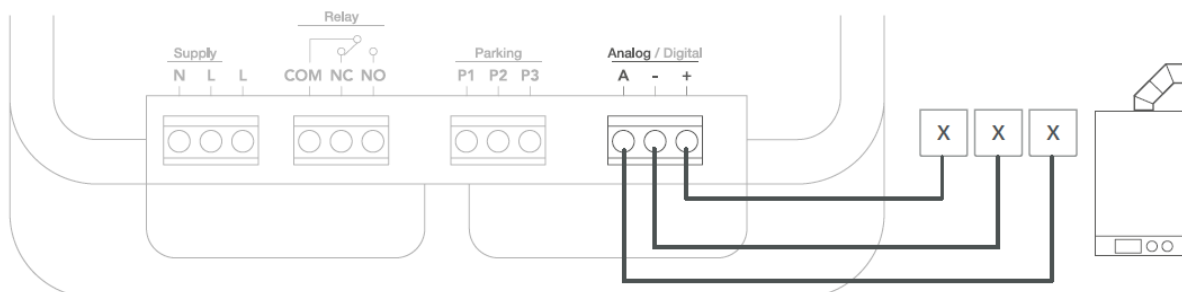 Relay
Supply
Parking
Analog / Digital
N L L
COM NC NO
P1 P2 P3
A - +
X X X